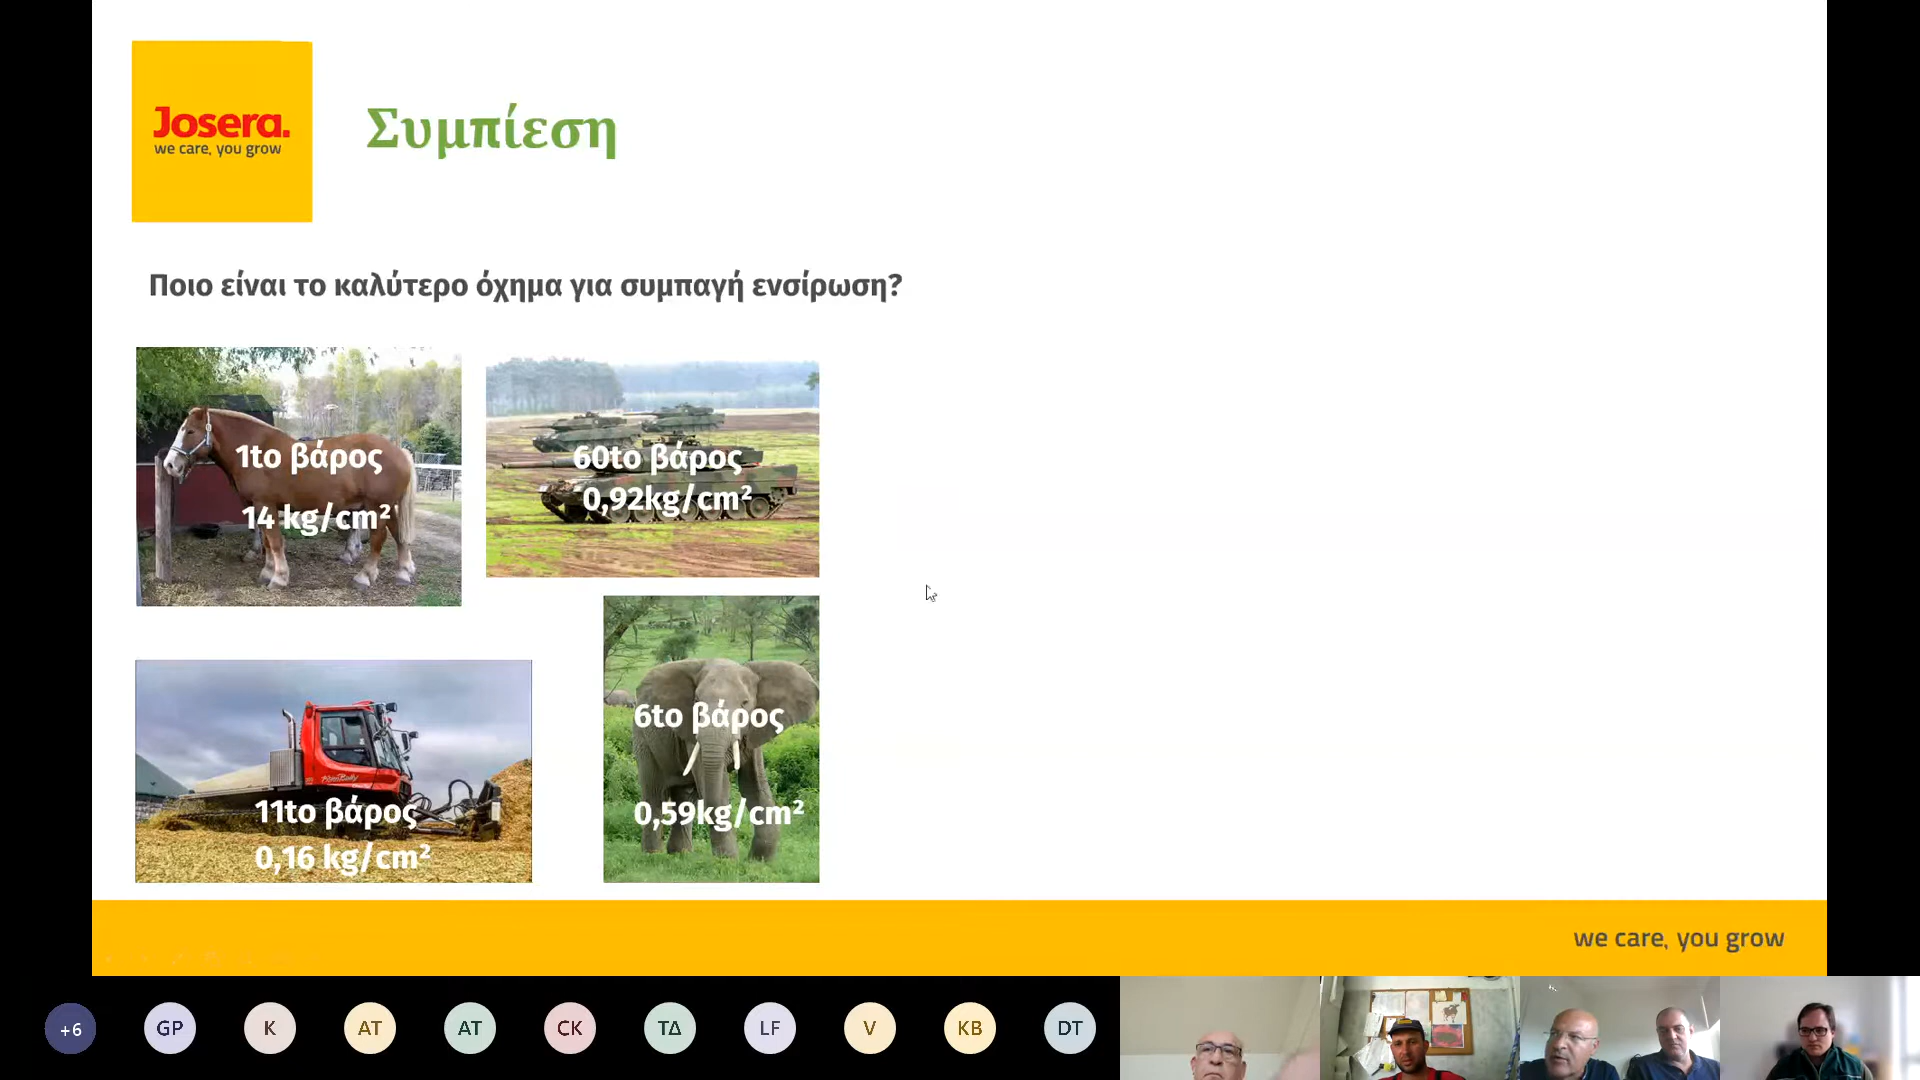 Josera.
we care, you grow
Συμπίεση
Ποιο είναι το καλύτερο όχημα για συμπαγή ενσίρωση?
1to βάρος
14 kg/cm²
60to βάρος
0,92kg/cm²
11to βάρος
0,16 kg/cm²
6to βάρος
0,59kg/cm²
we care, you grow
+6
GP
K
AT
AT
CK
ΤΔ
LF
V
KB
DT